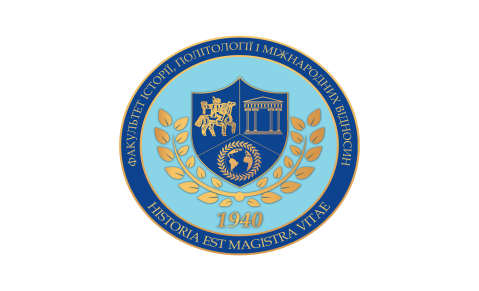 ФАКУЛЬТЕТ ІСТОРІЇ, ПОЛІТОЛОГІЇ І МІЖНАРОДНИХ ВІДНОСИН
1940
HISTORIA EST MAGISTRA VITAE